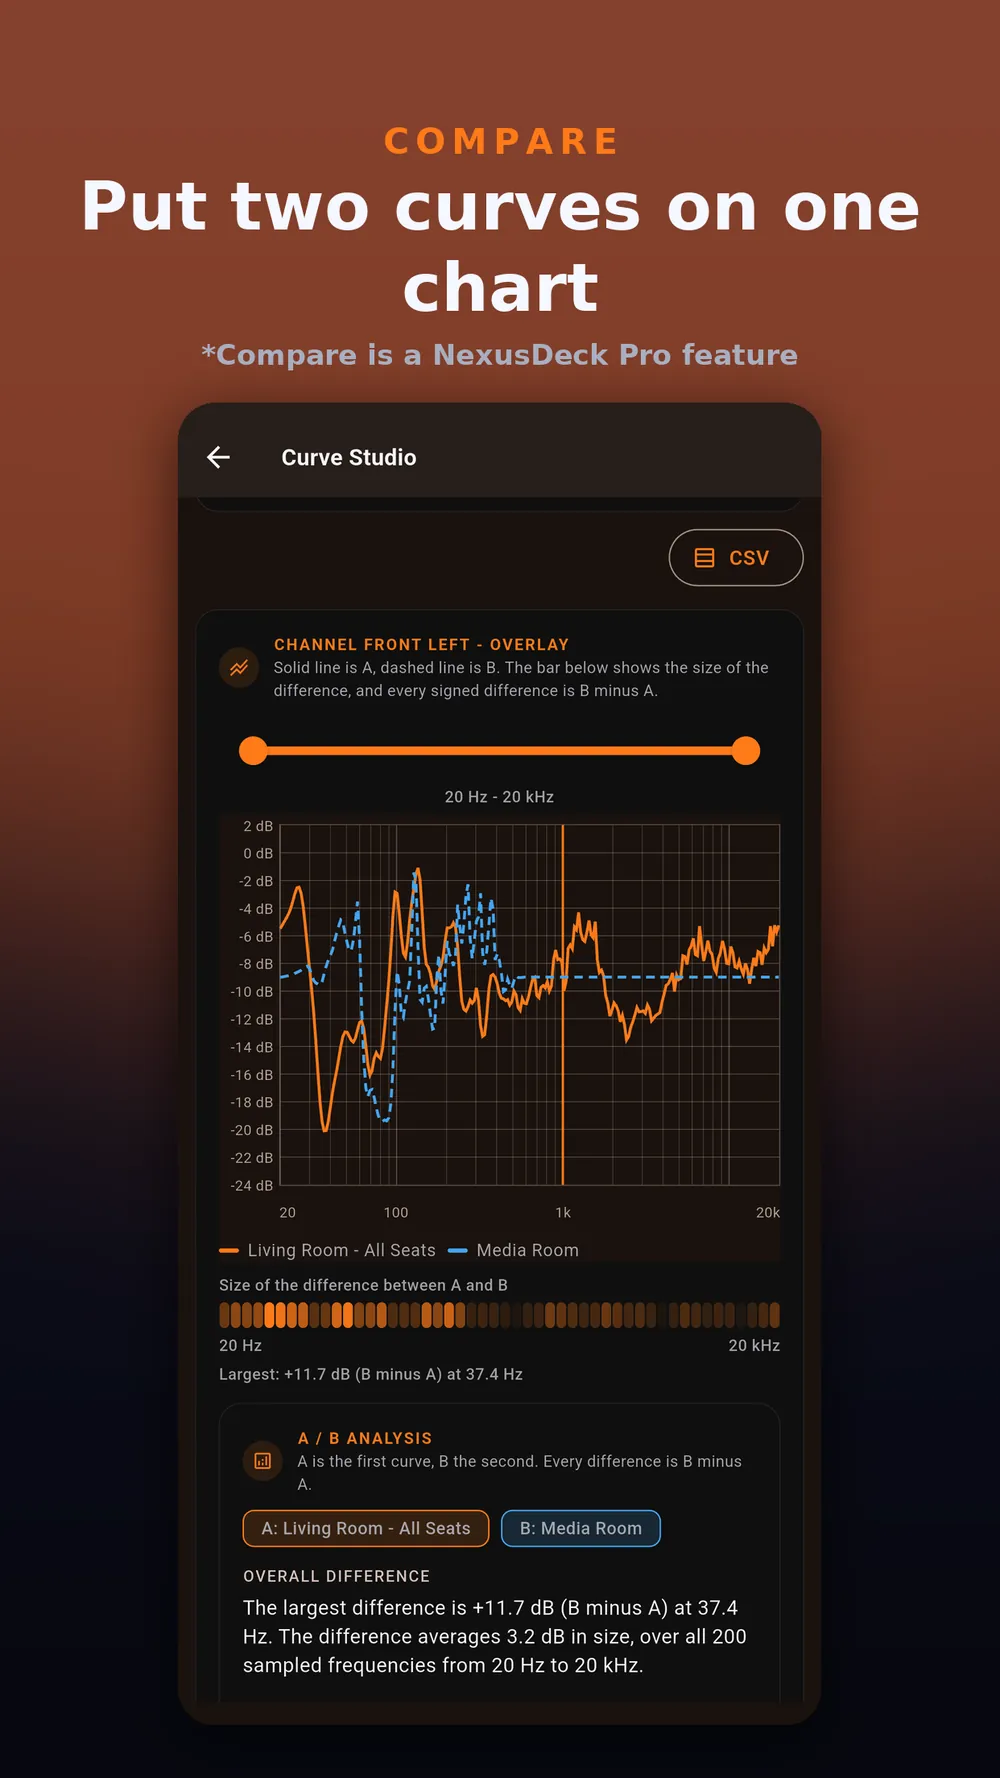 COMPARE
Put two curves on one
chart
*Compare is a NexusDeck Pro feature
Curve Studio
CSV
CHANNEL FRONT LEFT - OVERLAY
Solid line is A, dashed line is B. The bar below shows the size of the
difference, and every signed difference is B minus A.
20 Hz - 20 kHz
2 dB
0 dB
-2 dB
-4 dB
-6 dB
-8 dB
-10 dB
-12 dB
-14 dB
-16 dB
-18 dB
-20 dB
-22 dB
-24 dB
20 100 1k 20k
Living Room - All Seats Media Room
Size of the difference between A and B
20 Hz 20 kHz
Largest: +11.7 dB (B minus A) at 37.4 Hz
A / B ANALYSIS
A is the first curve, B the second. Every difference is B minus
A.
A: Living Room - All Seats B: Media Room
OVERALL DIFFERENCE
The largest difference is +11.7 dB (B minus A) at 37.4
Hz. The difference averages 3.2 dB in size, over all 200
sampled frequencies from 20 Hz to 20 kHz.